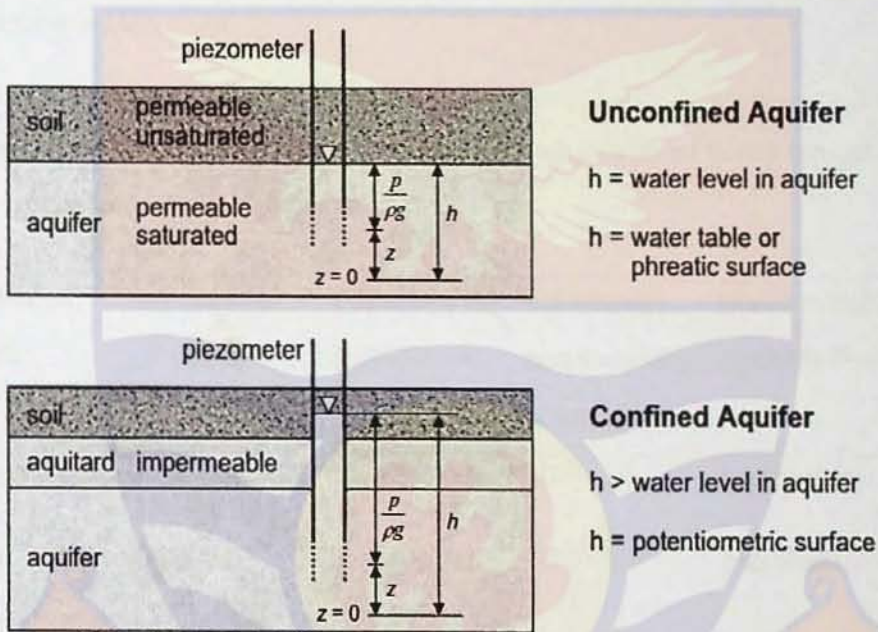 piezometer
soil permeable
unsaturated
aquifer permeable
saturated
p
ρg
h
z
z = 0
Unconfined Aquifer
h = water level in aquifer
h = water table or
phreatic surface
piezometer
soil
aquitard impermeable
aquifer
p
ρg
h
z
z = 0
Confined Aquifer
h > water level in aquifer
h = potentiometric surface